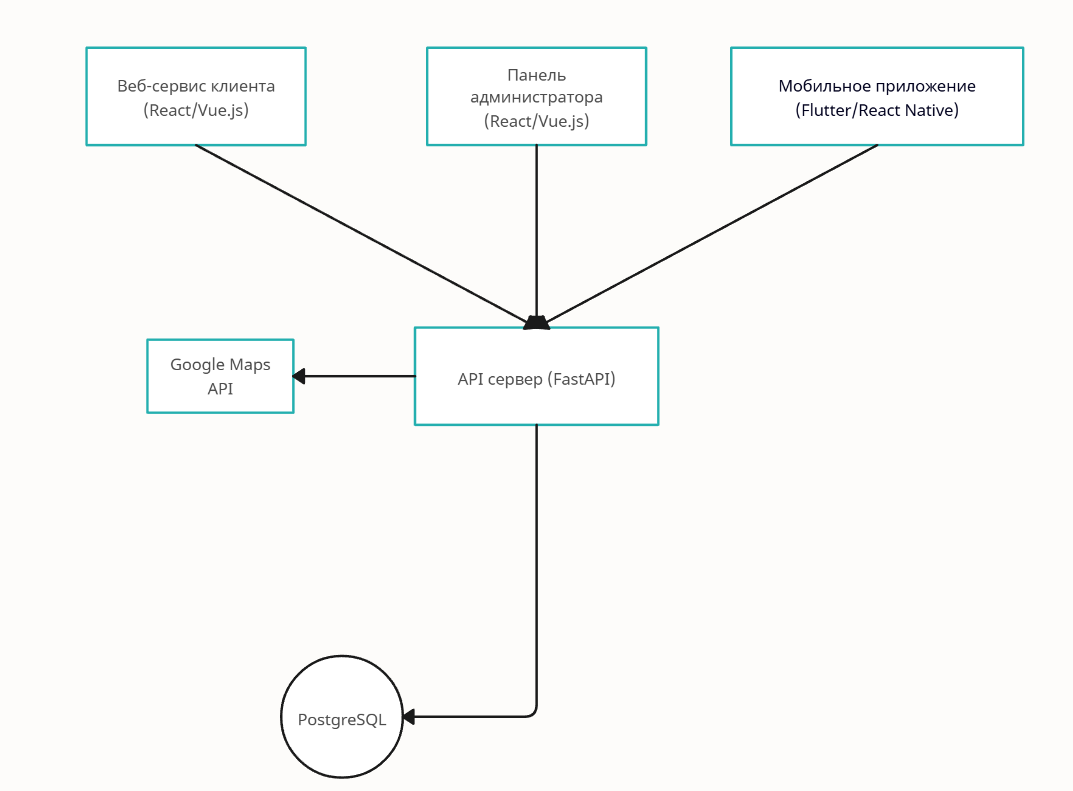 Веб-сервис клиента
(React/Vue.js)
Панель
администратора
(React/Vue.js)
Мобильное приложение
(Flutter/React Native)
Google Maps
API
API сервер (FastAPI)
PostgreSQL